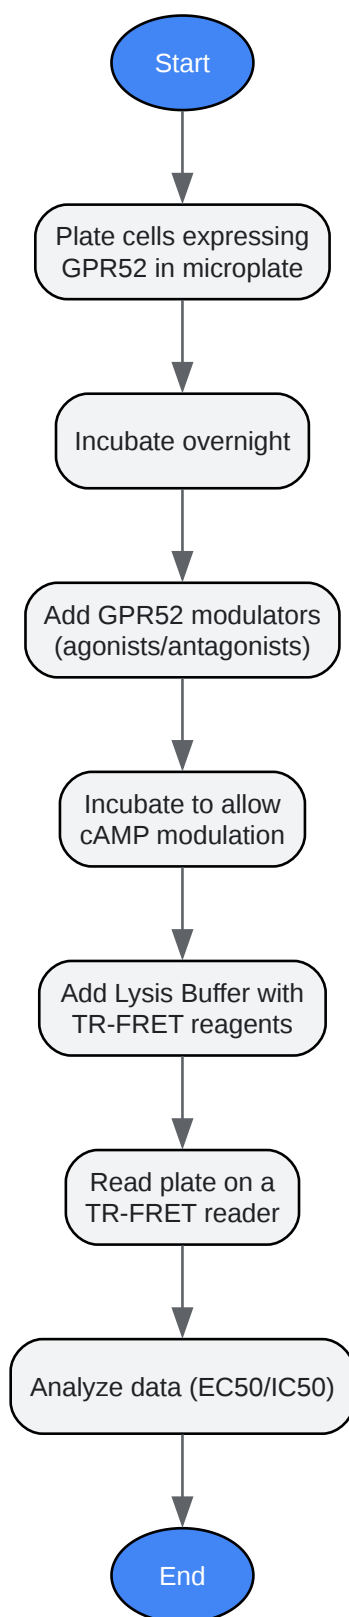 Start
Plate cells expressing
GPR52 in microplate
Incubate overnight
Add GPR52 modulators
(agonists/antagonists)
Incubate to allow
cAMP modulation
Add Lysis Buffer with
TR-FRET reagents
Read plate on a
TR-FRET reader
Analyze data (EC50/IC50)
End